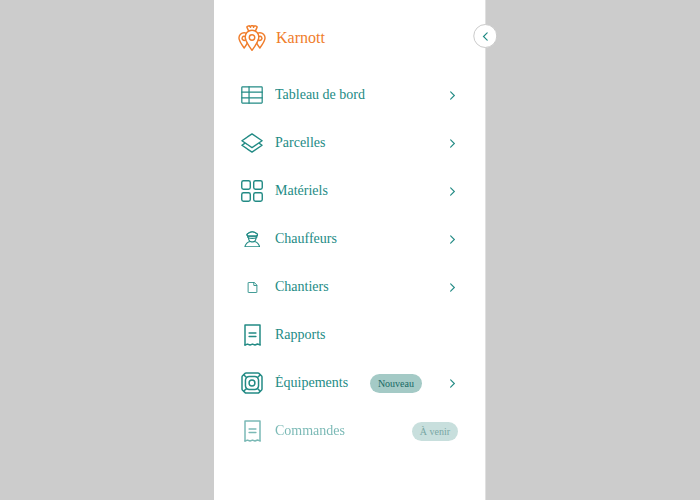 Karnott
Tableau de bord
Parcelles
Matériels
Chauffeurs
Chantiers
Rapports
Équipements Nouveau
Commandes À venir